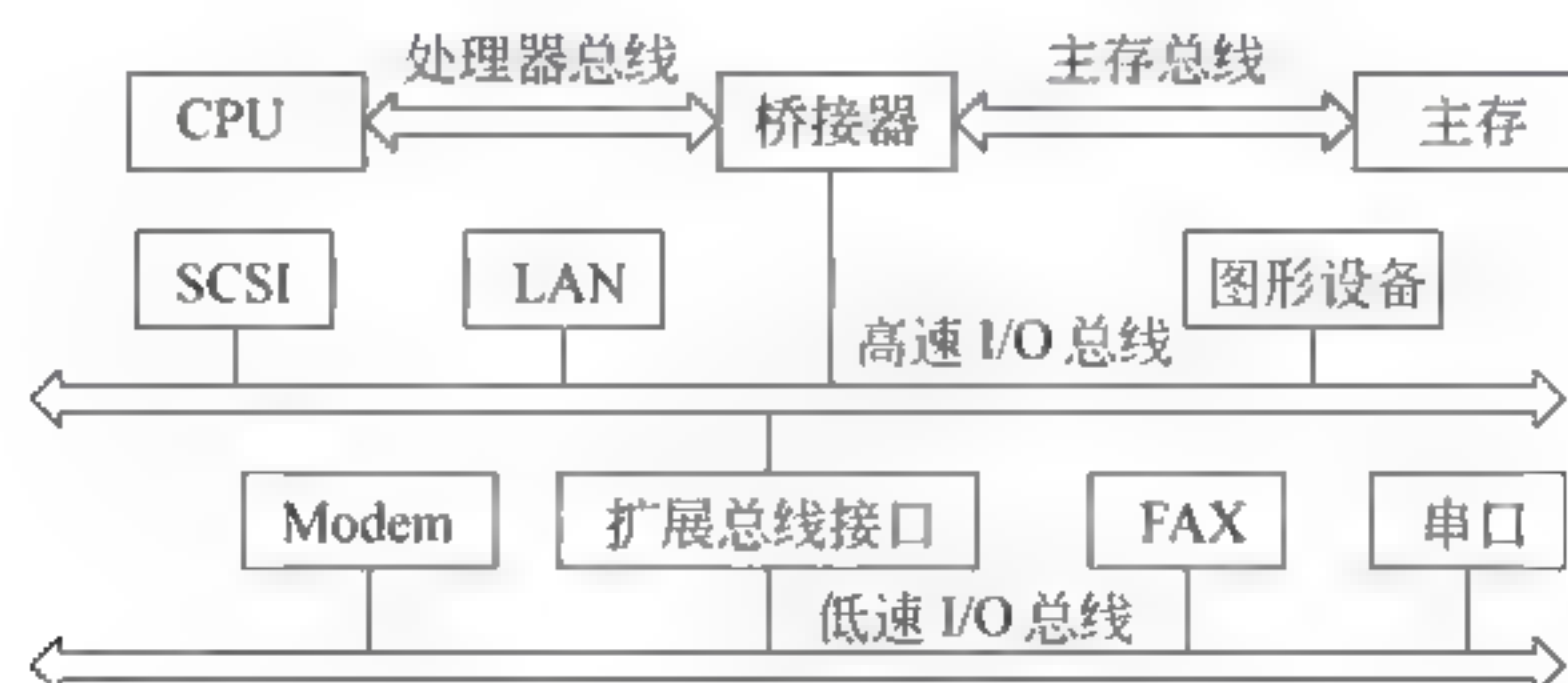 处理器总线
主存总线
CPU
桥接器
主存
SCSI
LAN
图形设备
高速 I/O 总线
Modem
扩展总线接口
FAX
串口
低速 I/O 总线